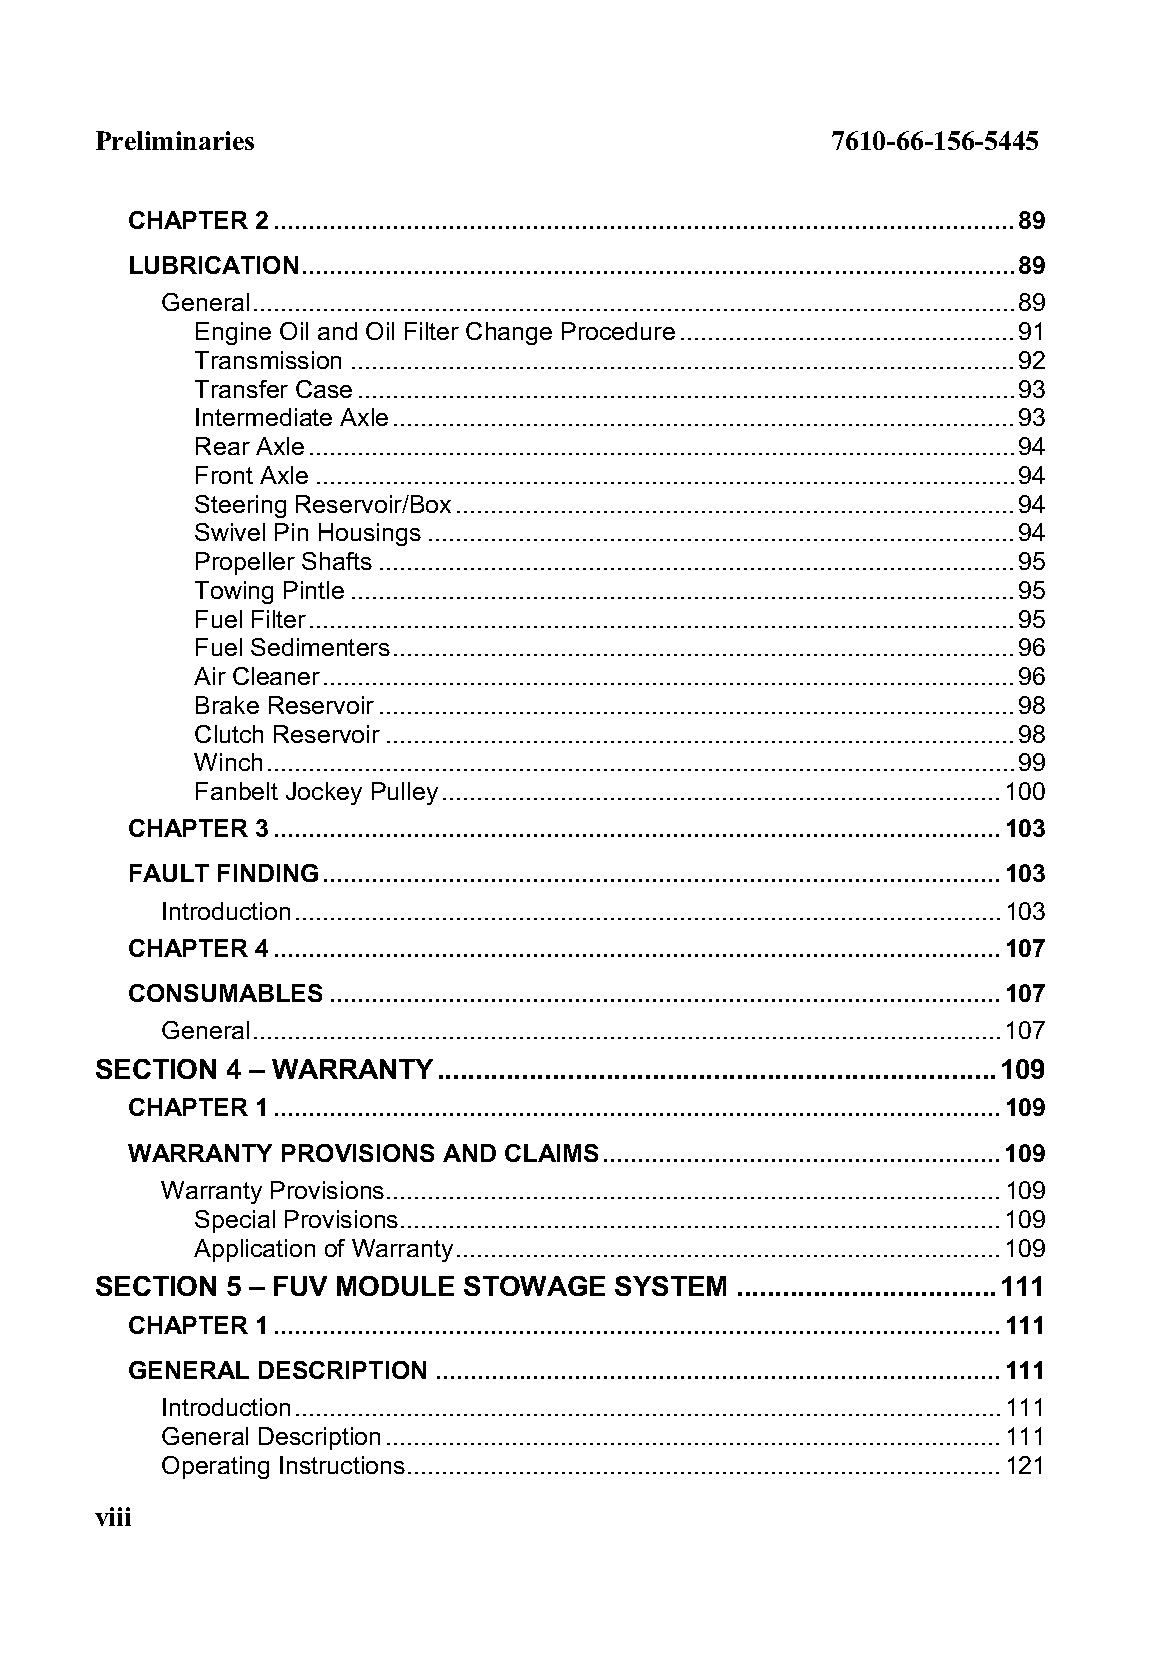 Preliminaries 7610-66-156-5445
CHAPTER 2 ........ 89
LUBRICATION ........ 89
General ........ 89
Engine Oil and Oil Filter Change Procedure ........ 91
Transmission ........ 92
Transfer Case ........ 93
Intermediate Axle ........ 93
Rear Axle ........ 94
Front Axle ........ 94
Steering Reservoir/Box ........ 94
Swivel Pin Housings ........ 94
Propeller Shafts ........ 95
Towing Pintle ........ 95
Fuel Filter ........ 95
Fuel Sedimenters ........ 96
Air Cleaner ........ 96
Brake Reservoir ........ 98
Clutch Reservoir ........ 98
Winch ........ 99
Fanbelt Jockey Pulley ........ 100
CHAPTER 3 ........ 103
FAULT FINDING ........ 103
Introduction ........ 103
CHAPTER 4 ........ 107
CONSUMABLES ........ 107
General ........ 107
SECTION 4 – WARRANTY ........ 109
CHAPTER 1 ........ 109
WARRANTY PROVISIONS AND CLAIMS ........ 109
Warranty Provisions ........ 109
Special Provisions ........ 109
Application of Warranty ........ 109
SECTION 5 – FUV MODULE STOWAGE SYSTEM ........ 111
CHAPTER 1 ........ 111
GENERAL DESCRIPTION ........ 111
Introduction ........ 111
General Description ........ 111
Operating Instructions ........ 121
viii